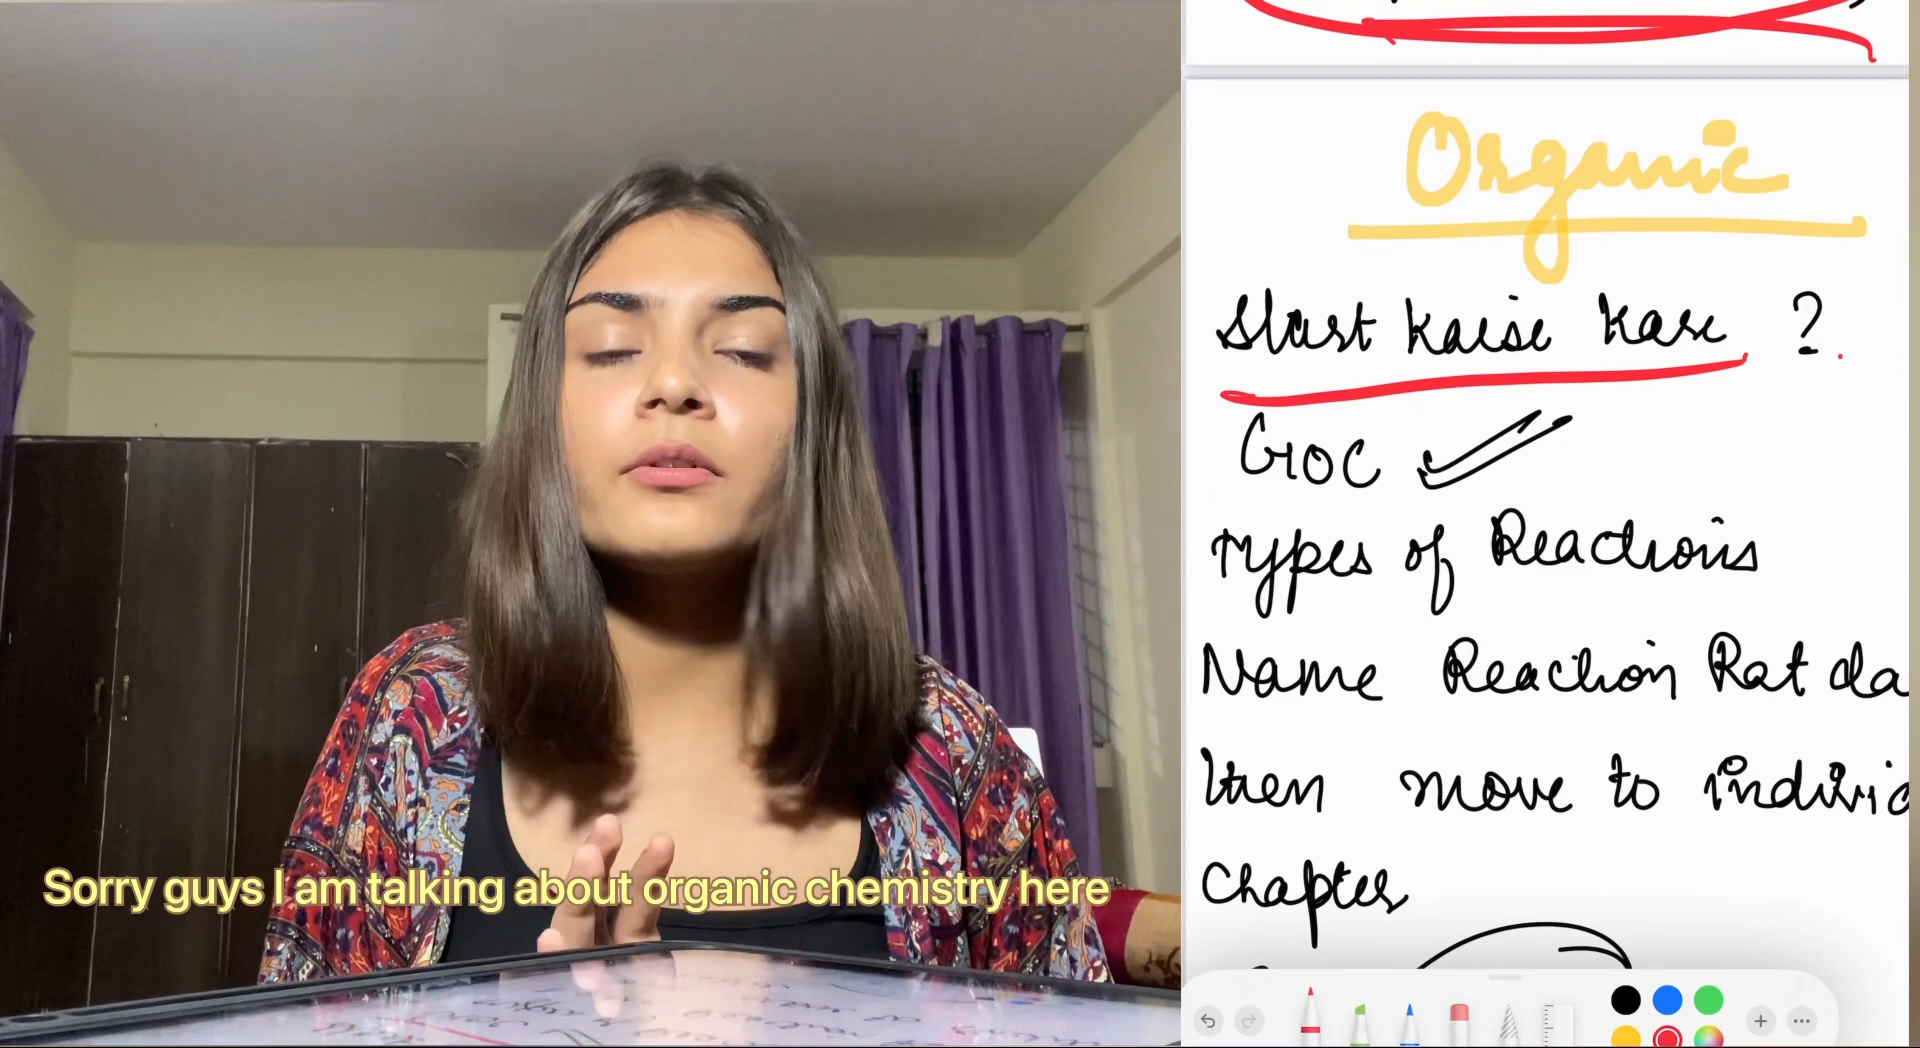 Sorry guys I am talking about organic chemistry here
Organic
Start kaise kare ?
GOC
Types of Reactions
Name Reaction Rat da
then move to indivi
Chapter